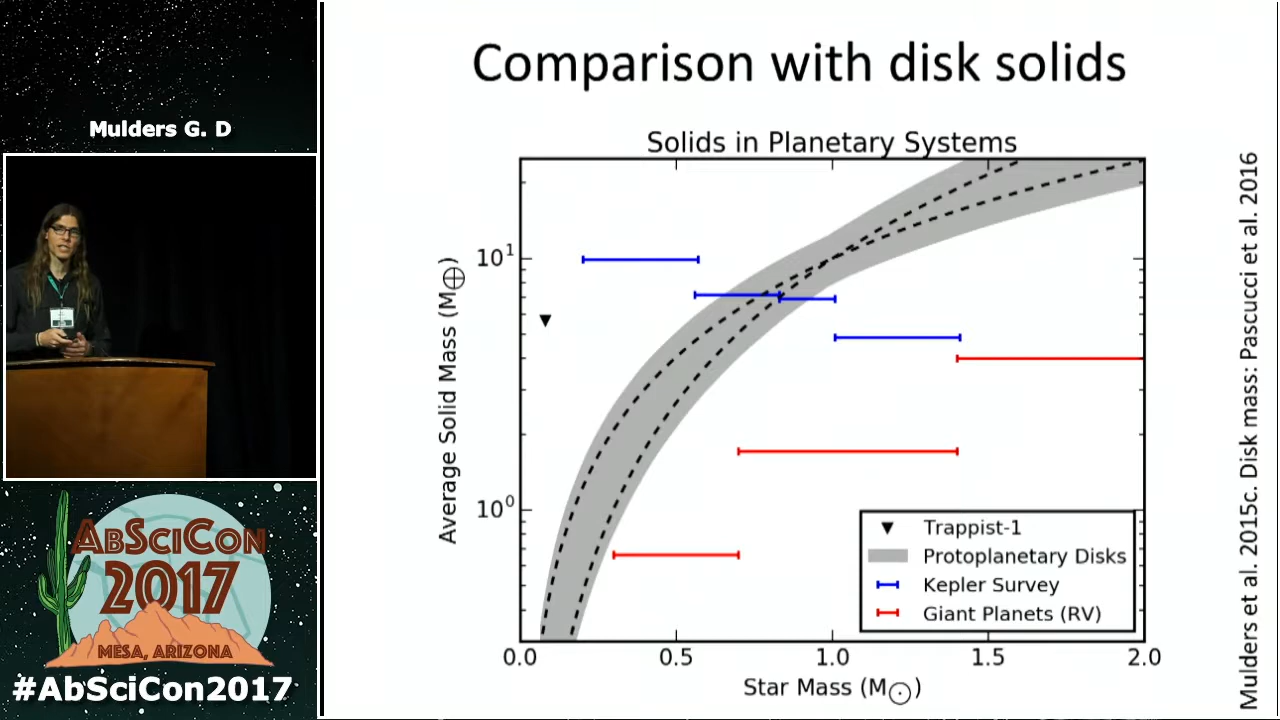 Mulders G. D
AbSciCon
2017
MESA, ARIZONA
#AbSciCon2017
Comparison with disk solids
Solids in Planetary Systems
Average Solid Mass (M⊕)
10¹
10⁰
0.0 0.5 1.0 1.5 2.0
Star Mass (M⊙)
Trappist-1
Protoplanetary Disks
Kepler Survey
Giant Planets (RV)
Mulders et al. 2015c. Disk mass: Pascucci et al. 2016